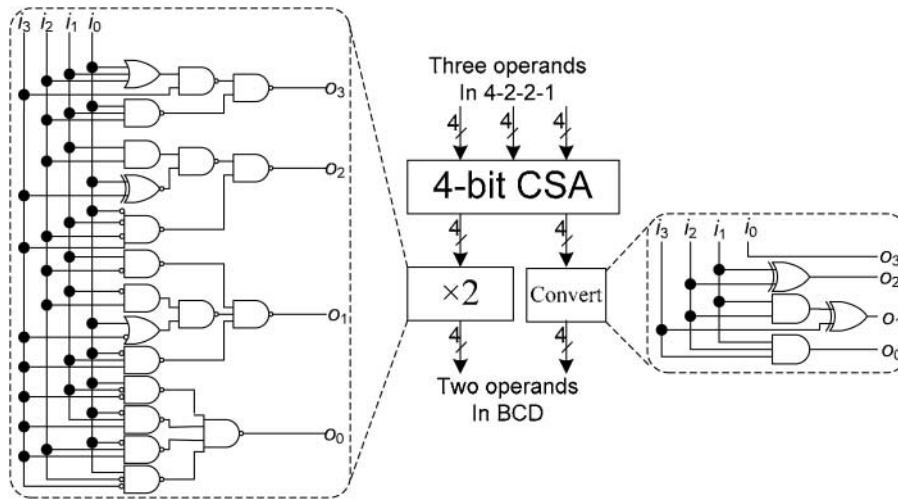 i3 i2 i1 i0
o3
o2
o1
o0
Three operands
In 4-2-2-1
4 4 4
4-bit CSA
4 4
×2 Convert
4 4
Two operands
In BCD
i3 i2 i1 i0
o3
o2
o1
o0